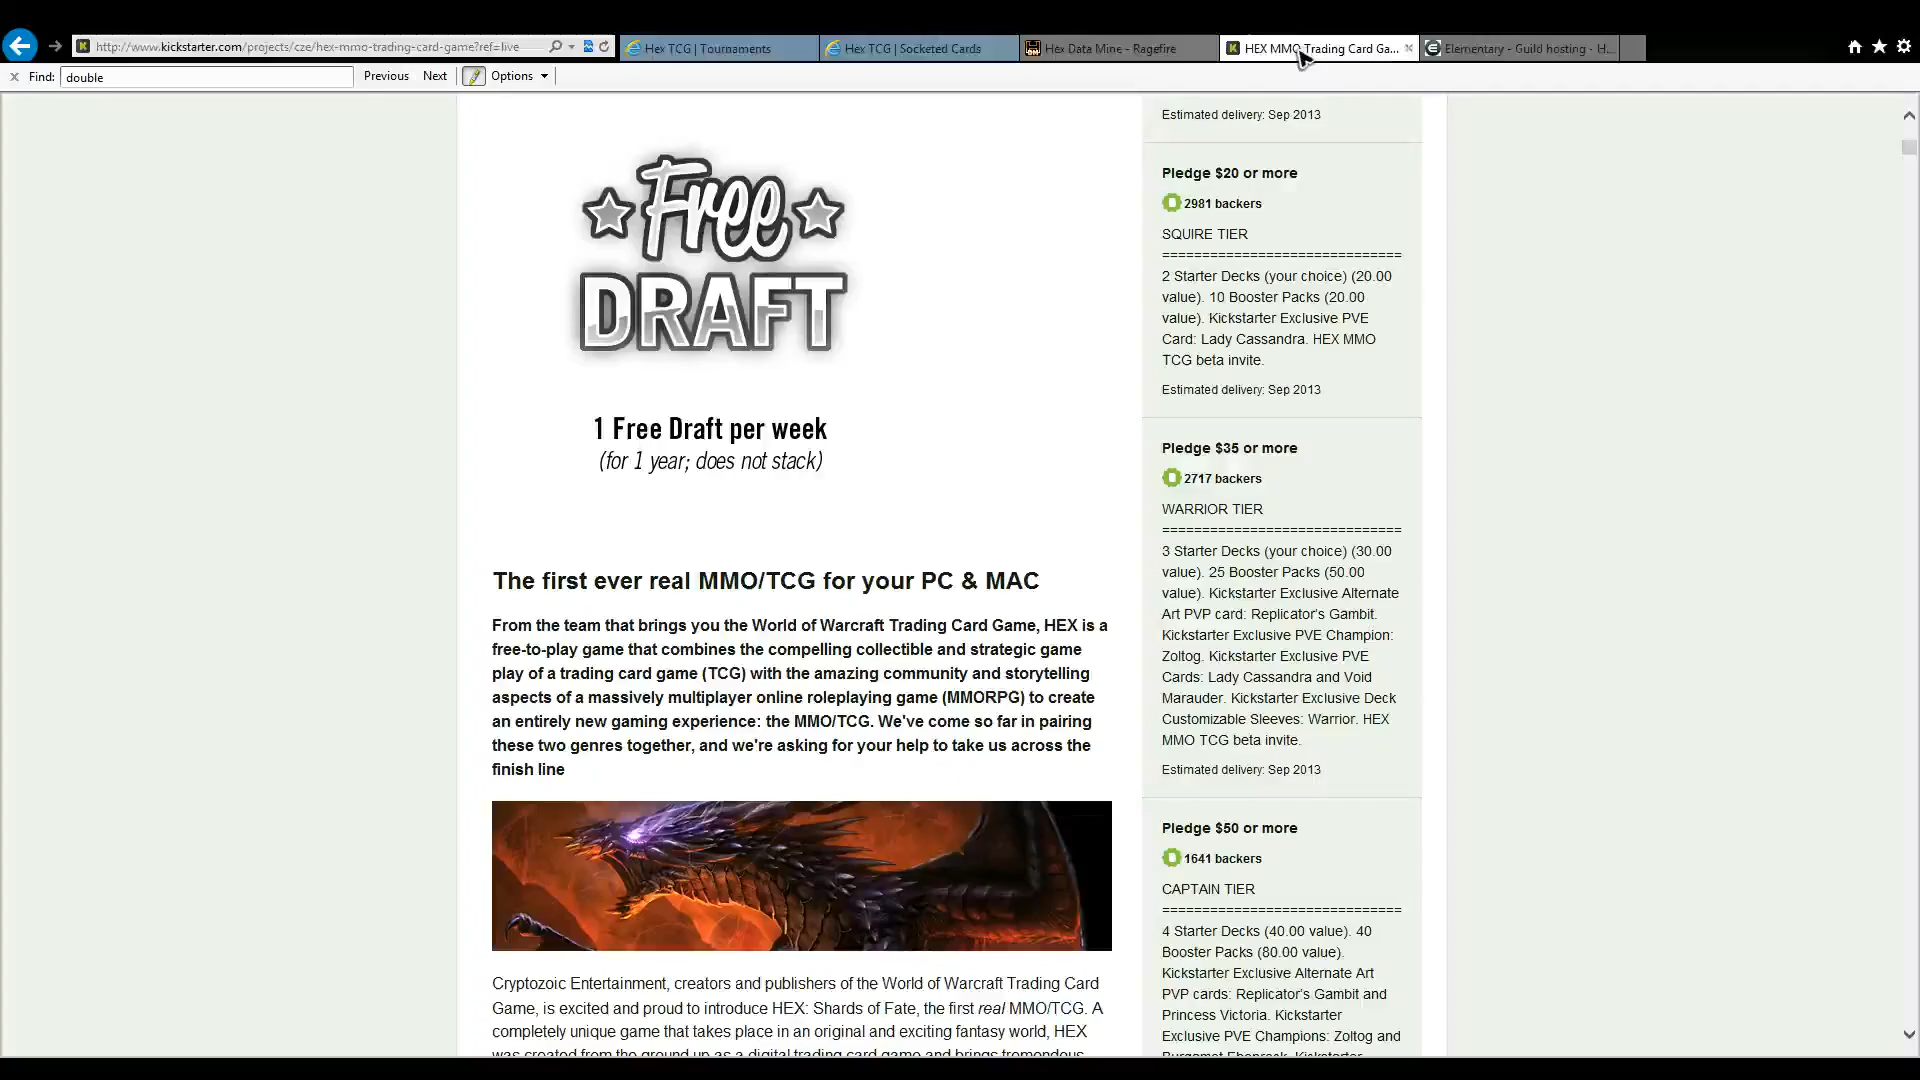 http://www.kickstarter.com/projects/cze/hex-mmo-trading-card-game?ref=live
Hex TCG | Tournaments
Hex TCG | Socketed Cards
Hex Data Mine - Ragefire
HEX MMO Trading Card Ga...
Elementary - Guild hosting - H...
Find: double
Previous
Next
Options
Free
DRAFT
1 Free Draft per week
(for 1 year; does not stack)
The first ever real MMO/TCG for your PC & MAC
From the team that brings you the World of Warcraft Trading Card Game, HEX is a
free-to-play game that combines the compelling collectible and strategic game
play of a trading card game (TCG) with the amazing community and storytelling
aspects of a massively multiplayer online roleplaying game (MMORPG) to create
an entirely new gaming experience: the MMO/TCG. We've come so far in pairing
these two genres together, and we're asking for your help to take us across the
finish line
Cryptozoic Entertainment, creators and publishers of the World of Warcraft Trading Card
Game, is excited and proud to introduce HEX: Shards of Fate, the first real MMO/TCG. A
completely unique game that takes place in an original and exciting fantasy world, HEX
was created from the ground up as a digital trading card game and brings tremendous
Estimated delivery: Sep 2013
Pledge $20 or more
2981 backers
SQUIRE TIER
==============================
2 Starter Decks (your choice) (20.00
value). 10 Booster Packs (20.00
value). Kickstarter Exclusive PVE
Card: Lady Cassandra. HEX MMO
TCG beta invite.
Estimated delivery: Sep 2013
Pledge $35 or more
2717 backers
WARRIOR TIER
==============================
3 Starter Decks (your choice) (30.00
value). 25 Booster Packs (50.00
value). Kickstarter Exclusive Alternate
Art PVP card: Replicator's Gambit.
Kickstarter Exclusive PVE Champion:
Zoltog. Kickstarter Exclusive PVE
Cards: Lady Cassandra and Void
Marauder. Kickstarter Exclusive Deck
Customizable Sleeves: Warrior. HEX
MMO TCG beta invite.
Estimated delivery: Sep 2013
Pledge $50 or more
1641 backers
CAPTAIN TIER
==============================
4 Starter Decks (40.00 value). 40
Booster Packs (80.00 value).
Kickstarter Exclusive Alternate Art
PVP cards: Replicator's Gambit and
Princess Victoria. Kickstarter
Exclusive PVE Champions: Zoltog and